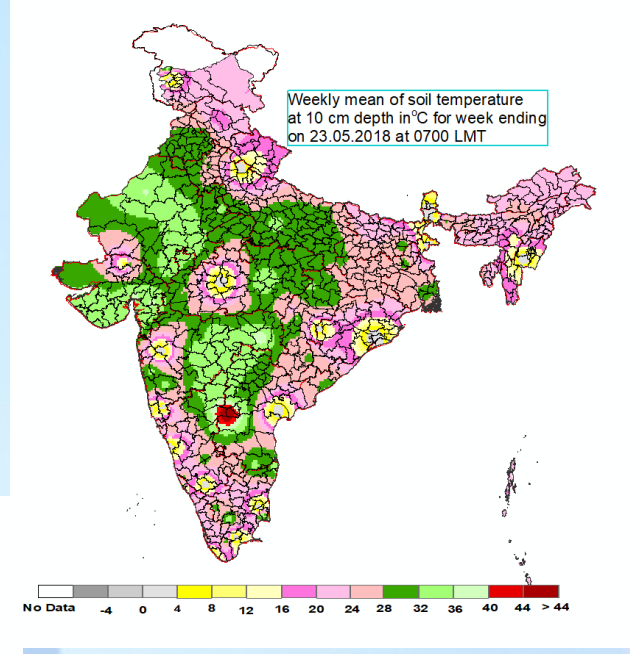 Weekly mean of soil temperature
at 10 cm depth in°C for week ending
on 23.05.2018 at 0700 LMT
No Data -4 0 4 8 12 16 20 24 28 32 36 40 44 > 44